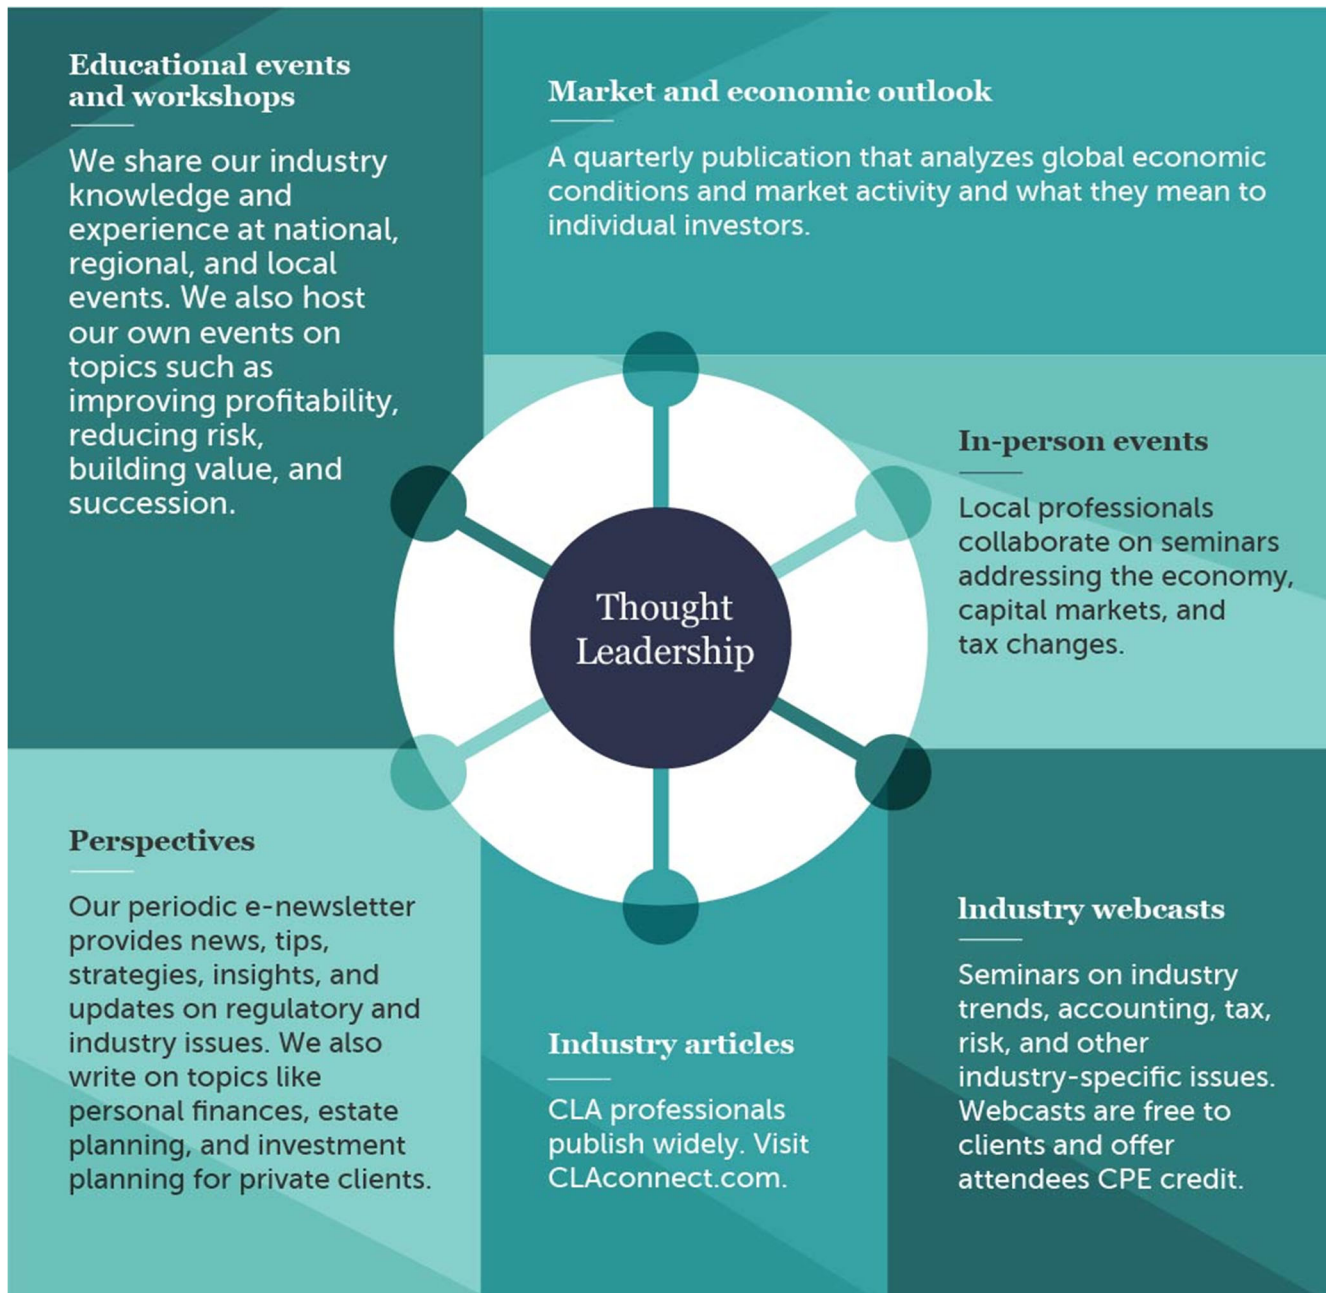 Educational events
and workshops
We share our industry
knowledge and
experience at national,
regional, and local
events. We also host
our own events on
topics such as
improving profitability,
reducing risk,
building value, and
succession.
Market and economic outlook
A quarterly publication that analyzes global economic
conditions and market activity and what they mean to
individual investors.
In-person events
Local professionals
collaborate on seminars
addressing the economy,
capital markets, and
tax changes.
Thought
Leadership
Perspectives
Our periodic e-newsletter
provides news, tips,
strategies, insights, and
updates on regulatory and
industry issues. We also
write on topics like
personal finances, estate
planning, and investment
planning for private clients.
Industry articles
CLA professionals
publish widely. Visit
CLAconnect.com.
Industry webcasts
Seminars on industry
trends, accounting, tax,
risk, and other
industry-specific issues.
Webcasts are free to
clients and offer
attendees CPE credit.